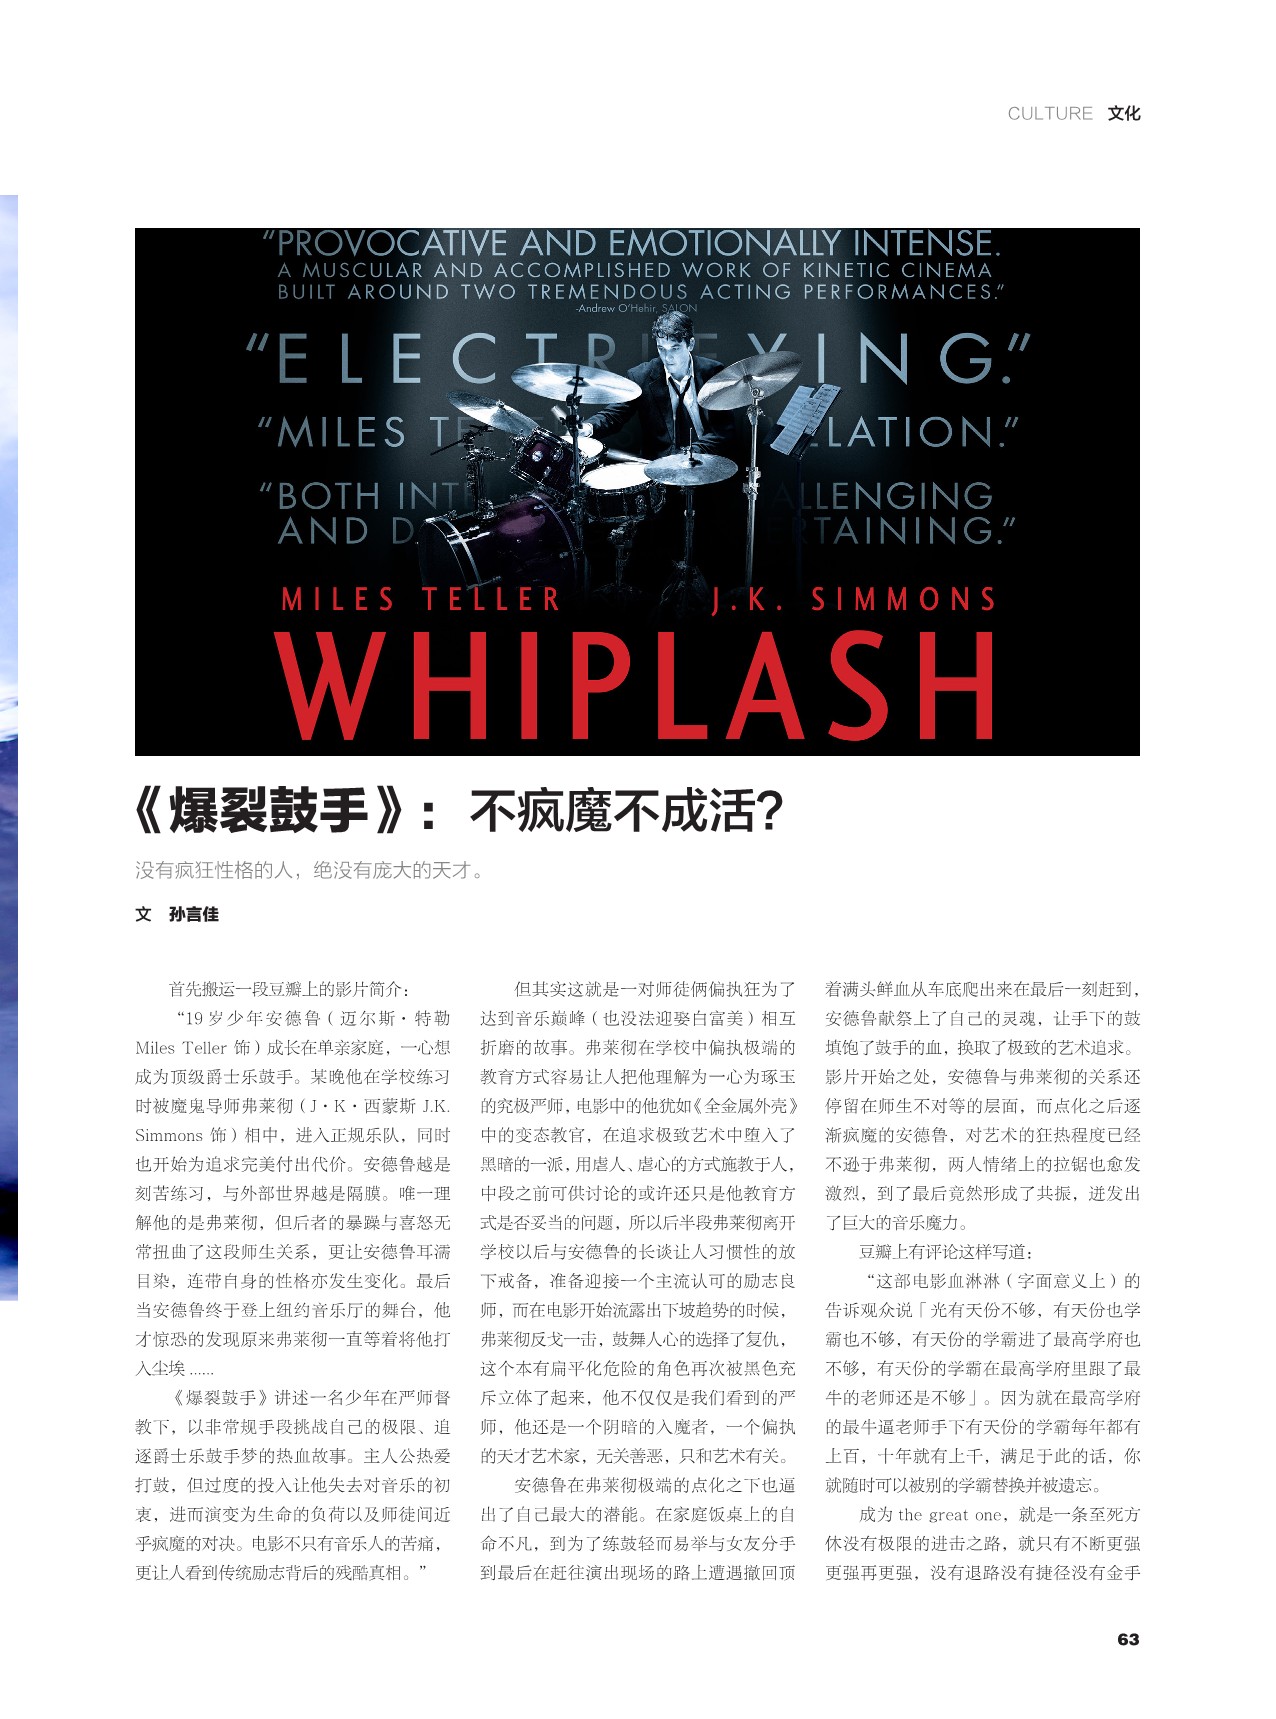 CULTURE 文化
“PROVOCATIVE AND EMOTIONALLY INTENSE.
A MUSCULAR AND ACCOMPLISHED WORK OF KINETIC CINEMA
BUILT AROUND TWO TREMENDOUS ACTING PERFORMANCES.”
-Andrew O'Hehir, SALON
“ELECTRIFYING.”
“MILES TE ELATION.”
“BOTH INT ALLENGING
AND D RTAINING.”
MILES TELLER J.K. SIMMONS
WHIPLASH
《爆裂鼓手》：不疯魔不成活？
没有疯狂性格的人，绝没有庞大的天才。
文 孙言佳
首先搬运一段豆瓣上的影片简介：
“19 岁少年安德鲁（迈尔斯·特勒
Miles Teller 饰）成长在单亲家庭，一心想
成为顶级爵士乐鼓手。某晚他在学校练习
时被魔鬼导师弗莱彻（J·K·西蒙斯 J.K.
Simmons 饰）相中，进入正规乐队，同时
也开始为追求完美付出代价。安德鲁越是
刻苦练习，与外部世界越是隔膜。唯一理
解他的是弗莱彻，但后者的暴躁与喜怒无
常扭曲了这段师生关系，更让安德鲁耳濡
目染，连带自身的性格亦发生变化。最后
当安德鲁终于登上纽约音乐厅的舞台，他
才惊恐的发现原来弗莱彻一直等着将他打
入尘埃 ......
《爆裂鼓手》讲述一名少年在严师督
教下，以非常规手段挑战自己的极限、追
逐爵士乐鼓手梦的热血故事。主人公热爱
打鼓，但过度的投入让他失去对音乐的初
衷，进而演变为生命的负荷以及师徒间近
乎疯魔的对决。电影不只有音乐人的苦痛，
更让人看到传统励志背后的残酷真相。”
但其实这就是一对师徒俩偏执狂为了
达到音乐巅峰（也没法迎娶白富美）相互
折磨的故事。弗莱彻在学校中偏执极端的
教育方式容易让人把他理解为一心为琢玉
的究极严师，电影中的他犹如《全金属外壳》
中的变态教官，在追求极致艺术中堕入了
黑暗的一派，用虐人、虐心的方式施教于人，
中段之前可供讨论的或许还只是他教育方
式是否妥当的问题，所以后半段弗莱彻离开
学校以后与安德鲁的长谈让人习惯性的放
下戒备，准备迎接一个主流认可的励志良
师，而在电影开始流露出下坡趋势的时候，
弗莱彻反戈一击，鼓舞人心的选择了复仇，
这个本有扁平化危险的角色再次被黑色充
斥立体了起来，他不仅仅是我们看到的严
师，他还是一个阴暗的入魔者，一个偏执
的天才艺术家，无关善恶，只和艺术有关。
安德鲁在弗莱彻极端的点化之下也逼
出了自己最大的潜能。在家庭饭桌上的自
命不凡，到为了练鼓轻而易举与女友分手
到最后在赶往演出现场的路上遭遇撤回顶
着满头鲜血从车底爬出来在最后一刻赶到，
安德鲁献祭上了自己的灵魂，让手下的鼓
填饱了鼓手的血，换取了极致的艺术追求。
影片开始之处，安德鲁与弗莱彻的关系还
停留在师生不对等的层面，而点化之后逐
渐疯魔的安德鲁，对艺术的狂热程度已经
不逊于弗莱彻，两人情绪上的拉锯也愈发
激烈，到了最后竟然形成了共振，迸发出
了巨大的音乐魔力。
豆瓣上有评论这样写道：
“这部电影血淋淋（字面意义上）的
告诉观众说「光有天份不够，有天份也学
霸也不够，有天份的学霸进了最高学府也
不够，有天份的学霸在最高学府里跟了最
牛的老师还是不够」。因为就在最高学府
的最牛逼老师手下有天份的学霸每年都有
上百，十年就有上千，满足于此的话，你
就随时可以被别的学霸替换并被遗忘。
成为 the great one，就是一条至死方
休没有极限的进击之路，就只有不断更强
更强再更强，没有退路没有捷径没有金手
63